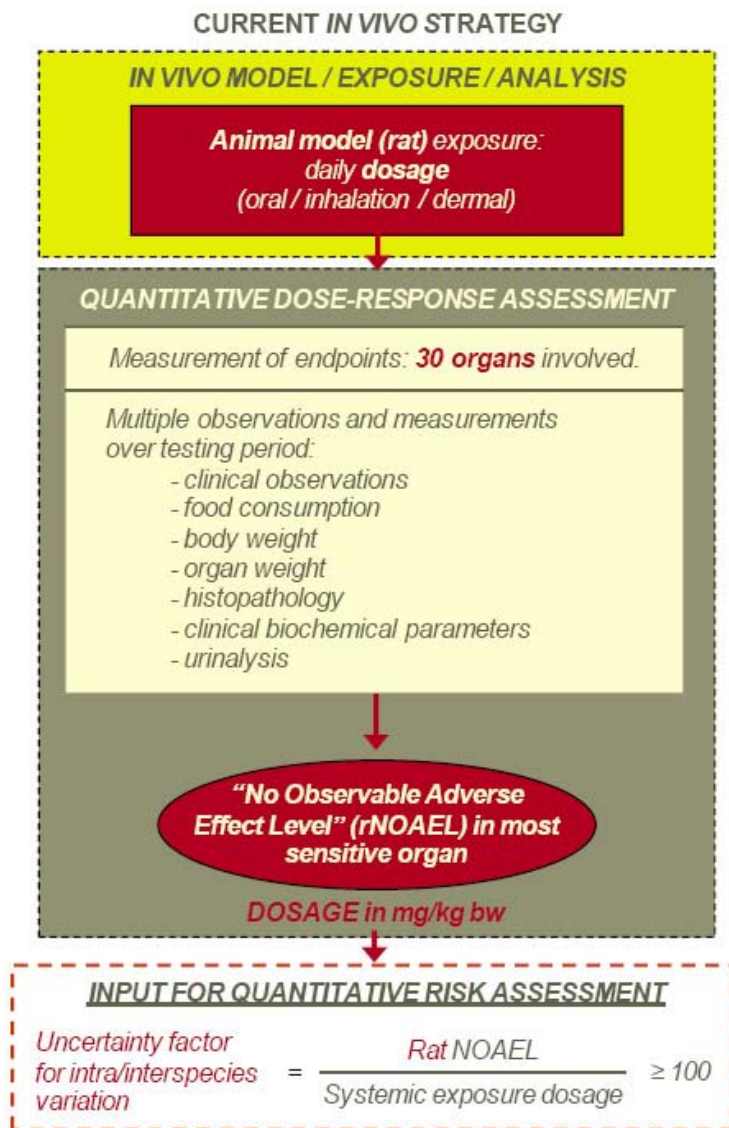 CURRENT IN VIVO STRATEGY
IN VIVO MODEL / EXPOSURE / ANALYSIS
Animal model (rat) exposure:
daily dosage
(oral / inhalation / dermal)
QUANTITATIVE DOSE-RESPONSE ASSESSMENT
Measurement of endpoints: 30 organs involved.
Multiple observations and measurements
over testing period:
- clinical observations
- food consumption
- body weight
- organ weight
- histopathology
- clinical biochemical parameters
- urinalysis
“No Observable Adverse
Effect Level” (rNOAEL) in most
sensitive organ
DOSAGE in mg/kg bw
INPUT FOR QUANTITATIVE RISK ASSESSMENT
Uncertainty factor
for intra/interspecies
variation
=
Rat NOAEL
Systemic exposure dosage
≥ 100